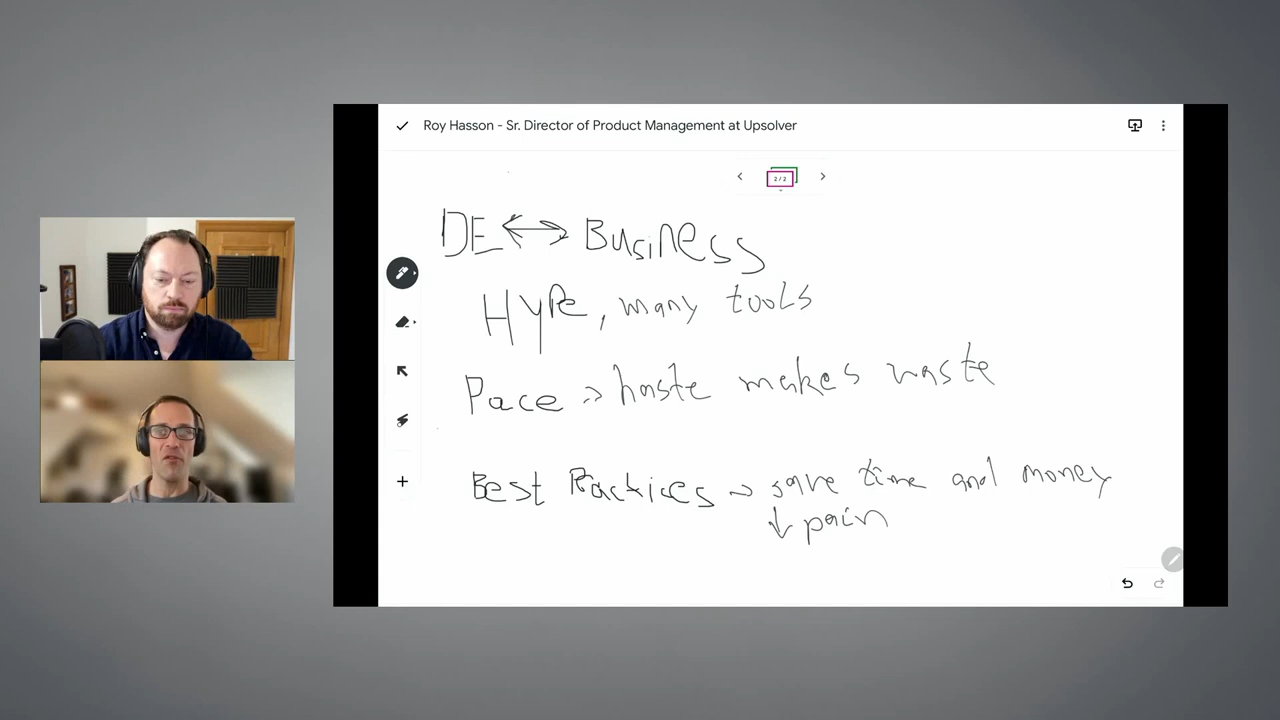 Roy Hasson - Sr. Director of Product Management at Upsolver
2 / 2
DE <-> Business
Hype, many tools
Pace -> haste makes waste
Best Practices -> save time and money
↓ pain